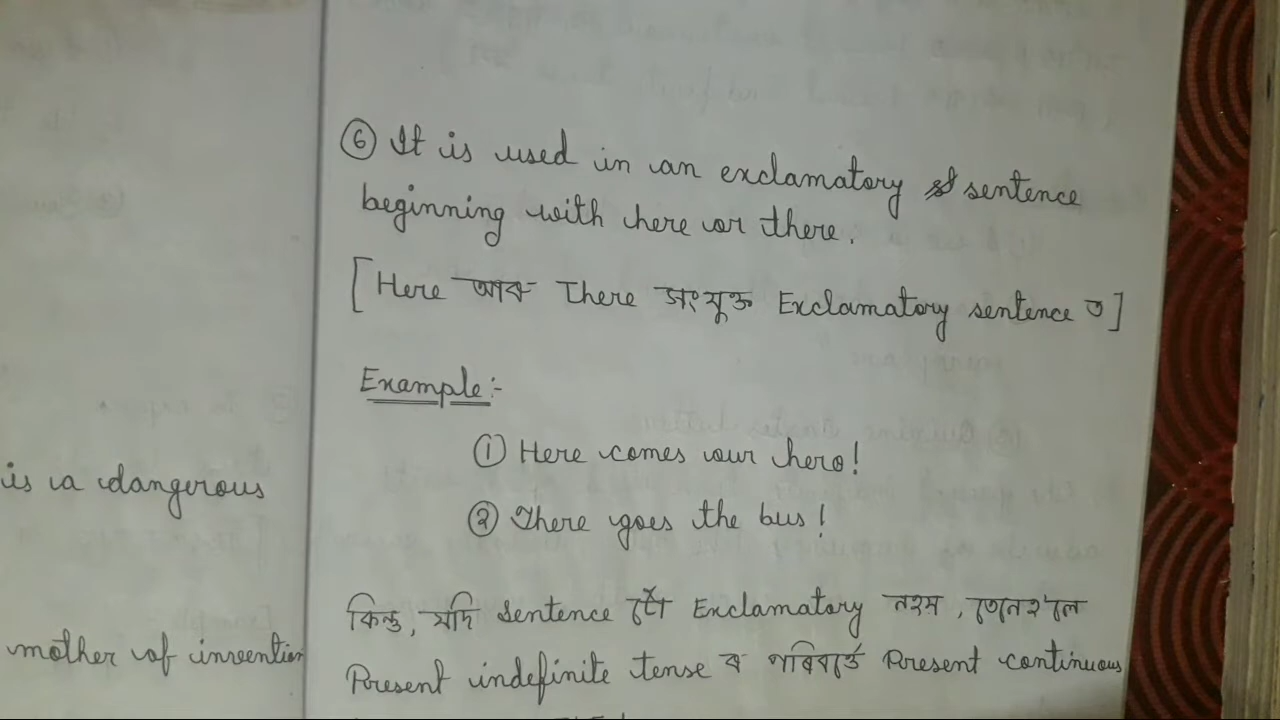 ⑥ It is used in an exclamatory sentence
beginning with here or there.
[Here আৰু There সংযুক্ত Exclamatory sentence ত]
Example:-
① Here comes our hero!
② There goes the bus!
কিন্তু, যদি sentence টো Exclamatory নহয়, তেনেহ'লে
Present indefinite tense ৰ পৰিবৰ্তে Present continuous
is a dangerous
mother of invention